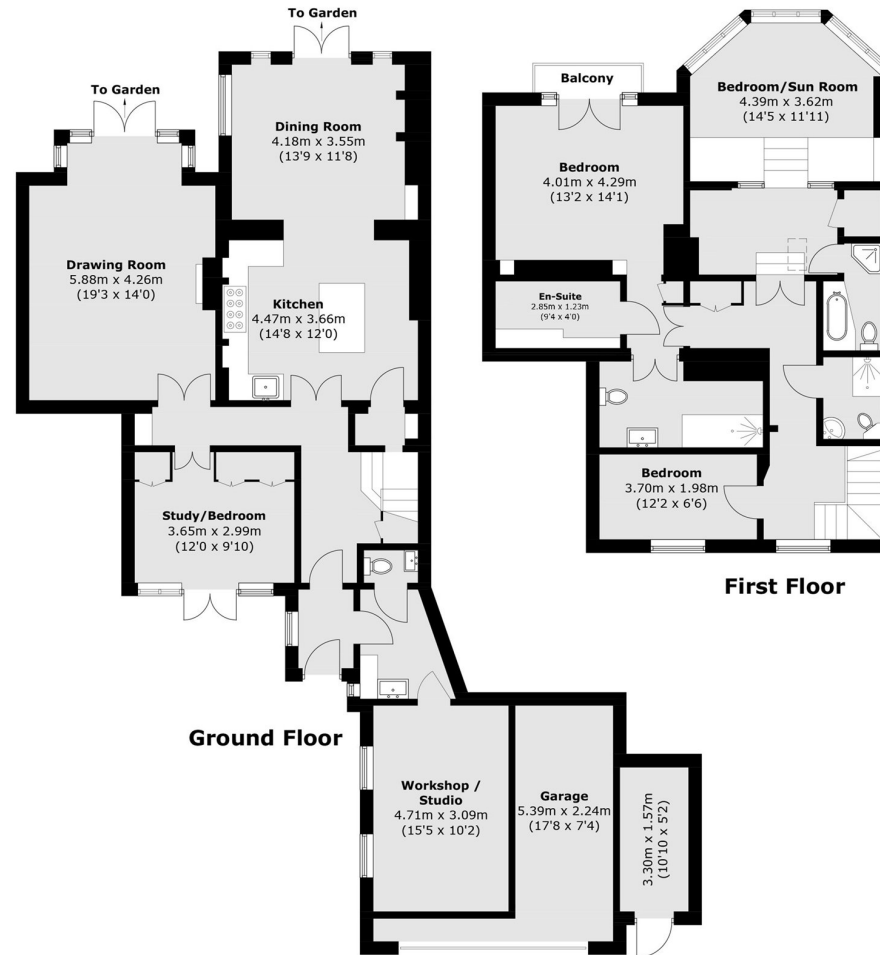 To Garden
To Garden
Dining Room
4.18m x 3.55m
(13'9 x 11'8)
Drawing Room
5.88m x 4.26m
(19'3 x 14'0)
Kitchen
4.47m x 3.66m
(14'8 x 12'0)
Study/Bedroom
3.65m x 2.99m
(12'0 x 9'10)
Ground Floor
Workshop /
Studio
4.71m x 3.09m
(15'5 x 10'2)
Garage
5.39m x 2.24m
(17'8 x 7'4)
3.30m x 1.57m
(10'10 x 5'2)
Balcony
Bedroom/Sun Room
4.39m x 3.62m
(14'5 x 11'11)
Bedroom
4.01m x 4.29m
(13'2 x 14'1)
En-Suite
2.85m x 1.23m
(9'4 x 4'0)
Bedroom
3.70m x 1.98m
(12'2 x 6'6)
First Floor